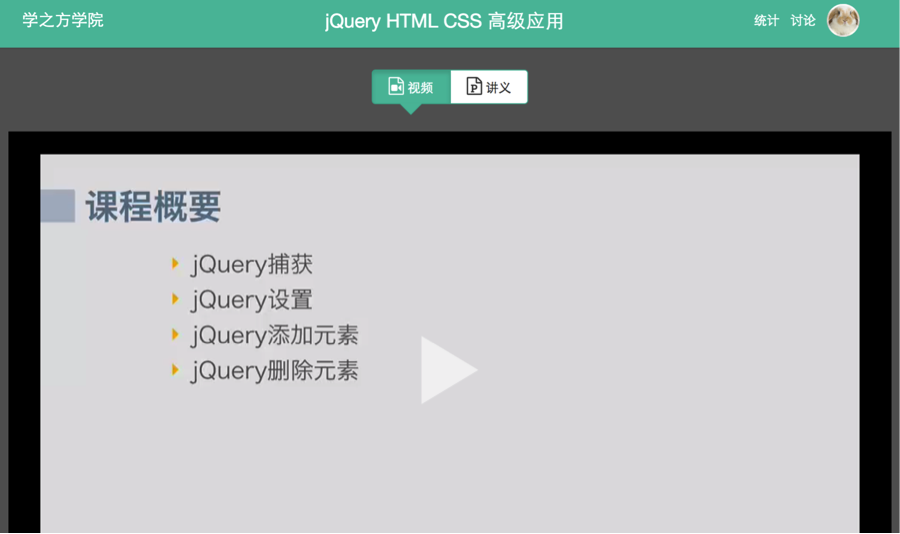 学之方学院
jQuery HTML CSS 高级应用
统计 讨论
视频 讲义
课程概要
jQuery捕获
jQuery设置
jQuery添加元素
jQuery删除元素